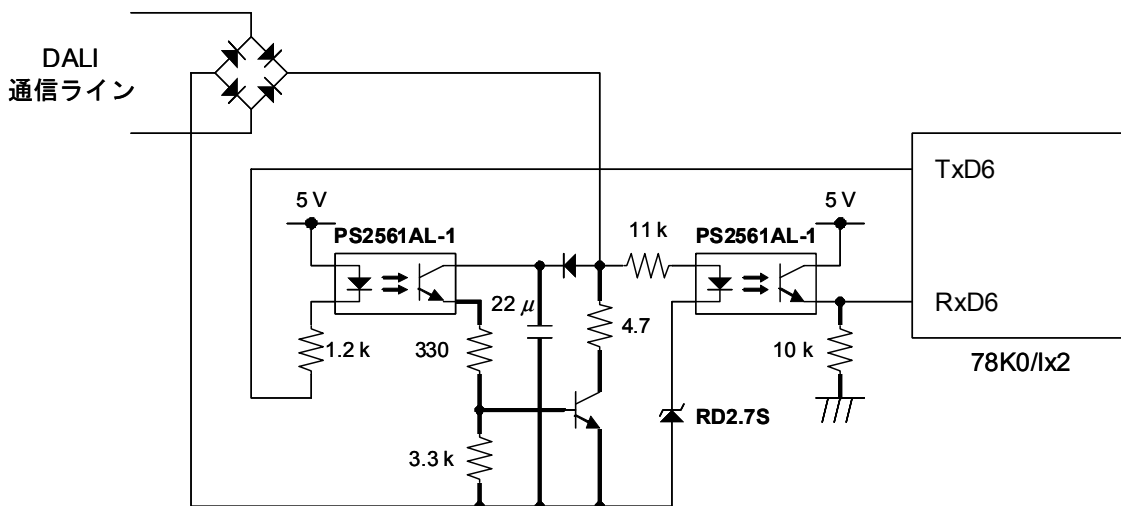 DALI
通信ライン
TxD6
5 V
5 V
PS2561AL-1
11 k
PS2561AL-1
22 μ
RxD6
1.2 k
330
4.7
10 k
78K0/Ix2
RD2.7S
3.3 k